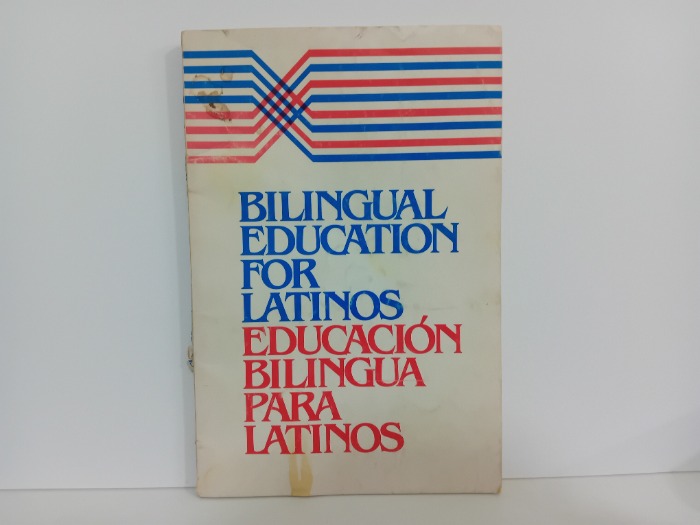 BILINGUAL
EDUCATION
FOR
LATINOS
EDUCACIÓN
BILINGUA
PARA
LATINOS